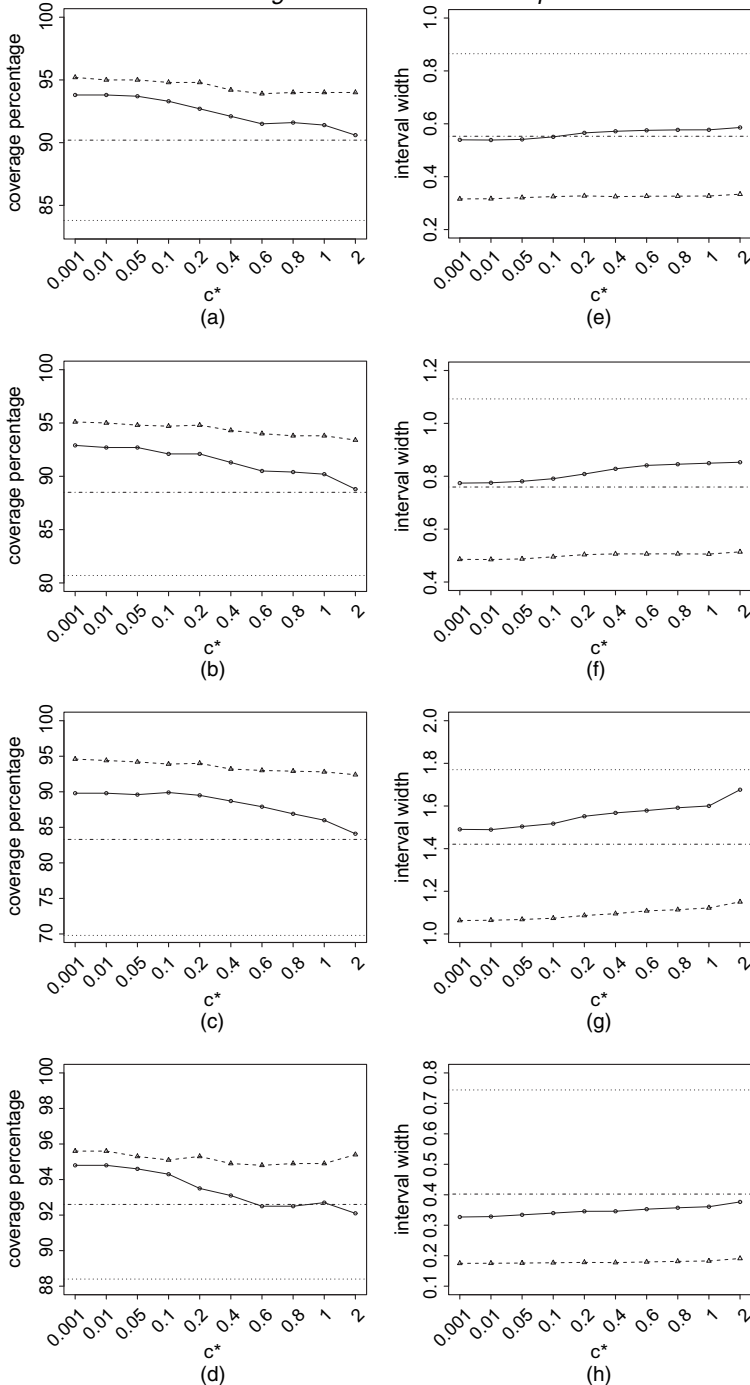 coverage percentage
85 90 95 100
0.001 0.01 0.05 0.1 0.2 0.4 0.6 0.8 1 2
c*
(a)
interval width
0.2 0.4 0.6 0.8 1.0
0.001 0.01 0.05 0.1 0.2 0.4 0.6 0.8 1 2
c*
(e)
coverage percentage
80 85 90 95 100
0.001 0.01 0.05 0.1 0.2 0.4 0.6 0.8 1 2
c*
(b)
interval width
0.4 0.6 0.8 1.0 1.2
0.001 0.01 0.05 0.1 0.2 0.4 0.6 0.8 1 2
c*
(f)
coverage percentage
70 75 80 85 90 95 100
0.001 0.01 0.05 0.1 0.2 0.4 0.6 0.8 1 2
c*
(c)
interval width
1.0 1.2 1.4 1.6 1.8 2.0
0.001 0.01 0.05 0.1 0.2 0.4 0.6 0.8 1 2
c*
(g)
coverage percentage
88 90 92 94 96 98 100
0.001 0.01 0.05 0.1 0.2 0.4 0.6 0.8 1 2
c*
(d)
interval width
0.1 0.2 0.3 0.4 0.5 0.6 0.7 0.8
0.001 0.01 0.05 0.1 0.2 0.4 0.6 0.8 1 2
c*
(h)